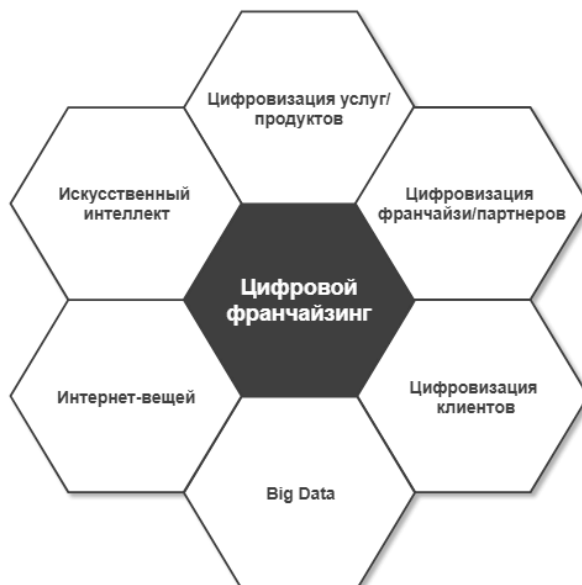 Цифровизация услуг/
продуктов
Искусственный
интеллект
Цифровизация
франчайзи/партнеров
Цифровой
франчайзинг
Интернет-вещей
Цифровизация
клиентов
Big Data